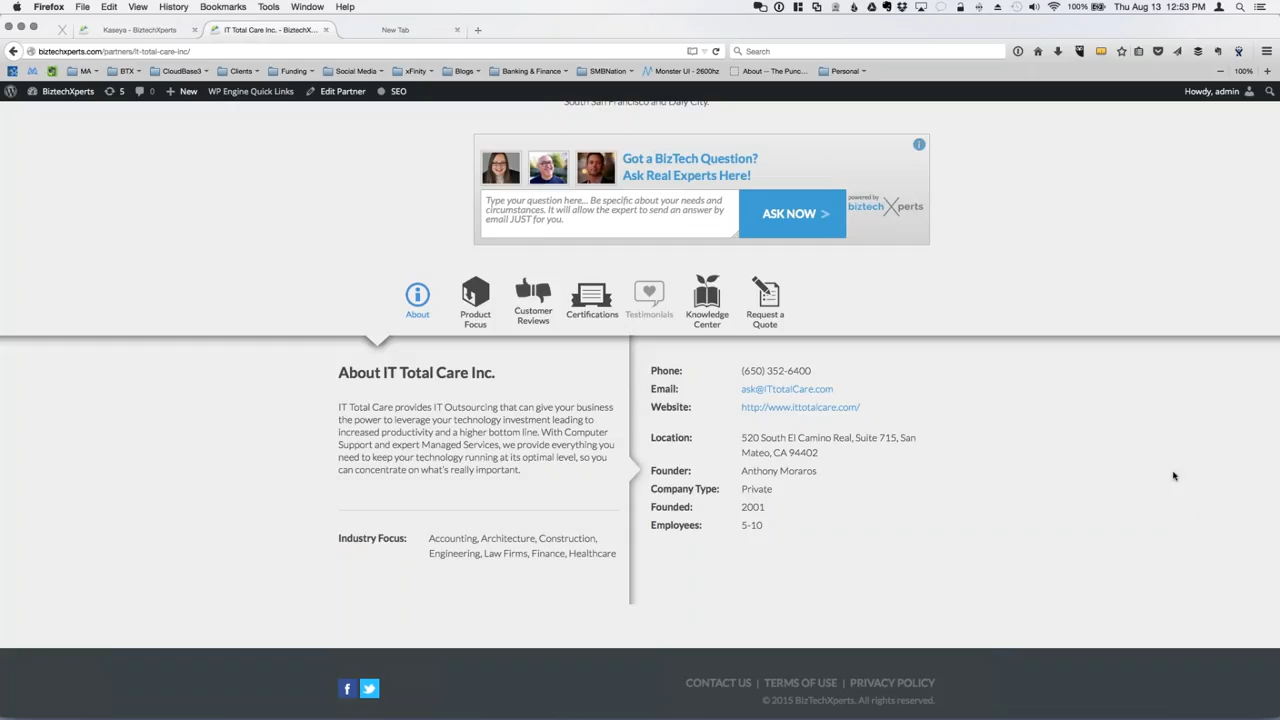 Firefox File Edit View History Bookmarks Tools Window Help 100% Thu Aug 13 12:53 PM
Kaseya - BiztechXperts IT Total Care Inc. - BiztechX... New Tab
biztechxperts.com/partners/it-total-care-inc/ Search
MA BTX CloudBase3 Clients Funding Social Media xFinity Blogs Banking & Finance SMBNation Monster UI - 2600hz About -- The Punc... Personal 100%
BiztechXperts 5 0 New WP Engine Quick Links Edit Partner SEO Howdy, admin
South San Francisco and Daly City.
Got a BizTech Question?
Ask Real Experts Here!
Type your question here... Be specific about your needs and
circumstances. It will allow the expert to send an answer by
email JUST for you.
ASK NOW >
powered by
biztechXperts
About
Product
Focus
Customer
Reviews
Certifications
Testimonials
Knowledge
Center
Request a
Quote
About IT Total Care Inc.
IT Total Care provides IT Outsourcing that can give your business
the power to leverage your technology investment leading to
increased productivity and a higher bottom line. With Computer
Support and expert Managed Services, we provide everything you
need to keep your technology running at its optimal level, so you
can concentrate on what's really important.
Industry Focus: Accounting, Architecture, Construction,
Engineering, Law Firms, Finance, Healthcare
Phone: (650) 352-6400
Email: ask@ITtotalCare.com
Website: http://www.ittotalcare.com/
Location: 520 South El Camino Real, Suite 715, San
Mateo, CA 94402
Founder: Anthony Moraros
Company Type: Private
Founded: 2001
Employees: 5-10
CONTACT US | TERMS OF USE | PRIVACY POLICY
© 2015 BizTechXperts. All rights reserved.